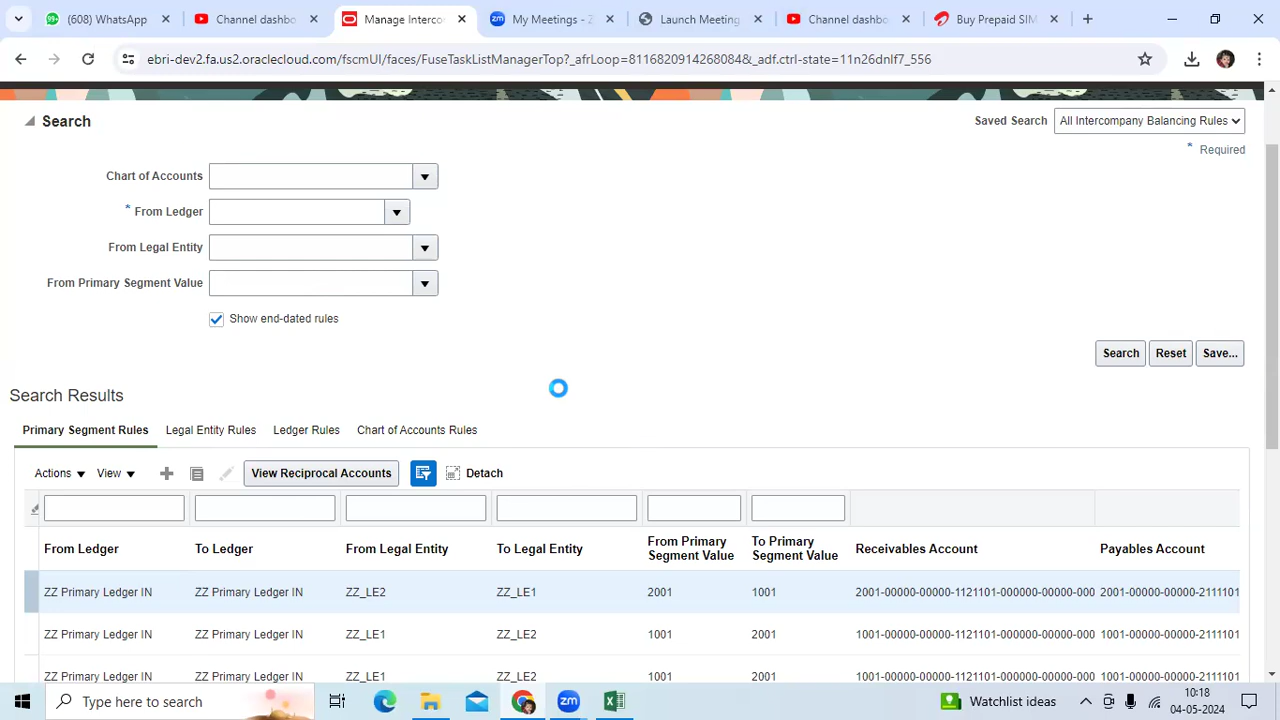 (608) WhatsApp
Channel dashbo
Manage Interco
My Meetings - Z
Launch Meeting
Channel dashbo
Buy Prepaid SIM
ebri-dev2.fa.us2.oraclecloud.com/fscmUI/faces/FuseTaskListManagerTop?_afrLoop=81168209142680848&_adf.ctrl-state=11n26dnlf7_556
Search
Saved Search All Intercompany Balancing Rules
* Required
Chart of Accounts
* From Ledger
From Legal Entity
From Primary Segment Value
Show end-dated rules
Search Reset Save...
Search Results
Primary Segment Rules Legal Entity Rules Ledger Rules Chart of Accounts Rules
Actions View View Reciprocal Accounts Detach
From Ledger To Ledger From Legal Entity To Legal Entity From Primary Segment Value To Primary Segment Value Receivables Account Payables Account
ZZ Primary Ledger IN ZZ Primary Ledger IN ZZ_LE2 ZZ_LE1 2001 1001 2001-00000-00000-1121101-000000-00000-000 2001-00000-00000-2111101
ZZ Primary Ledger IN ZZ Primary Ledger IN ZZ_LE1 ZZ_LE2 1001 2001 1001-00000-00000-1121101-000000-00000-000 1001-00000-00000-2111101
ZZ Primary Ledger IN ZZ Primary Ledger IN ZZ_LE1 ZZ_LE2 1001 2001 1001-00000-00000-1121101-000000-00000-000 1001-00000-00000-2111101
Type here to search
zm
Watchlist ideas
0:18
04-05-2024